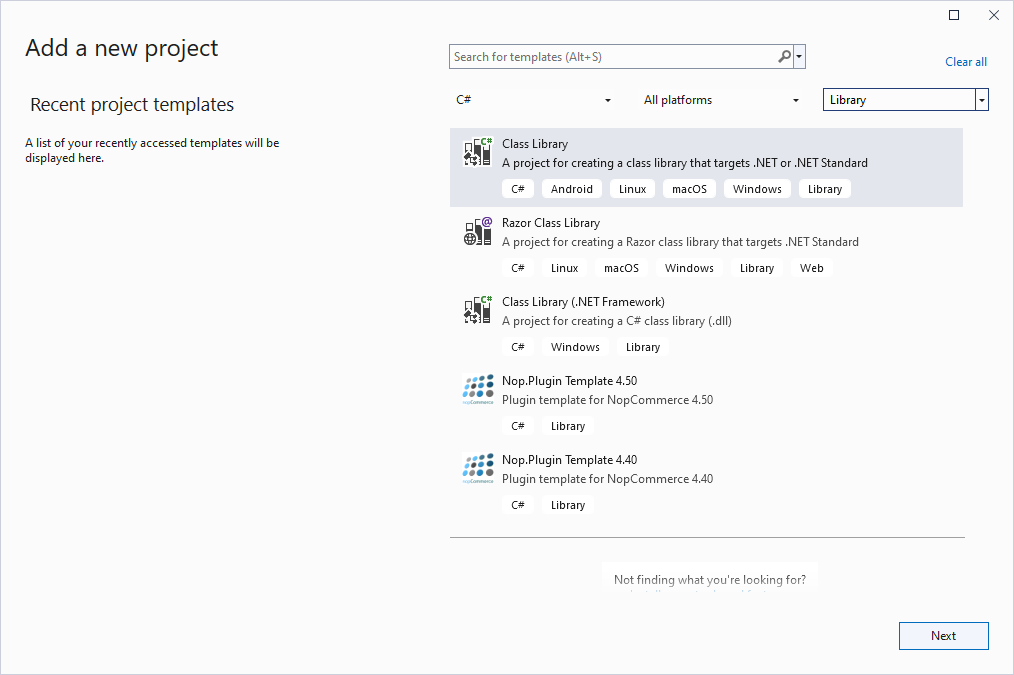 Add a new project
Search for templates (Alt+S)
Clear all
Recent project templates
A list of your recently accessed templates will be
displayed here.
C#
All platforms
Library
C#
Class Library
A project for creating a class library that targets .NET or .NET Standard
C# Android Linux macOS Windows Library
@
Razor Class Library
A project for creating a Razor class library that targets .NET Standard
C# Linux macOS Windows Library Web
C#
Class Library (.NET Framework)
A project for creating a C# class library (.dll)
C# Windows Library
nopCommerce
Nop.Plugin Template 4.50
Plugin template for NopCommerce 4.50
C# Library
nopCommerce
Nop.Plugin Template 4.40
Plugin template for NopCommerce 4.40
C# Library
Not finding what you're looking for?
Next